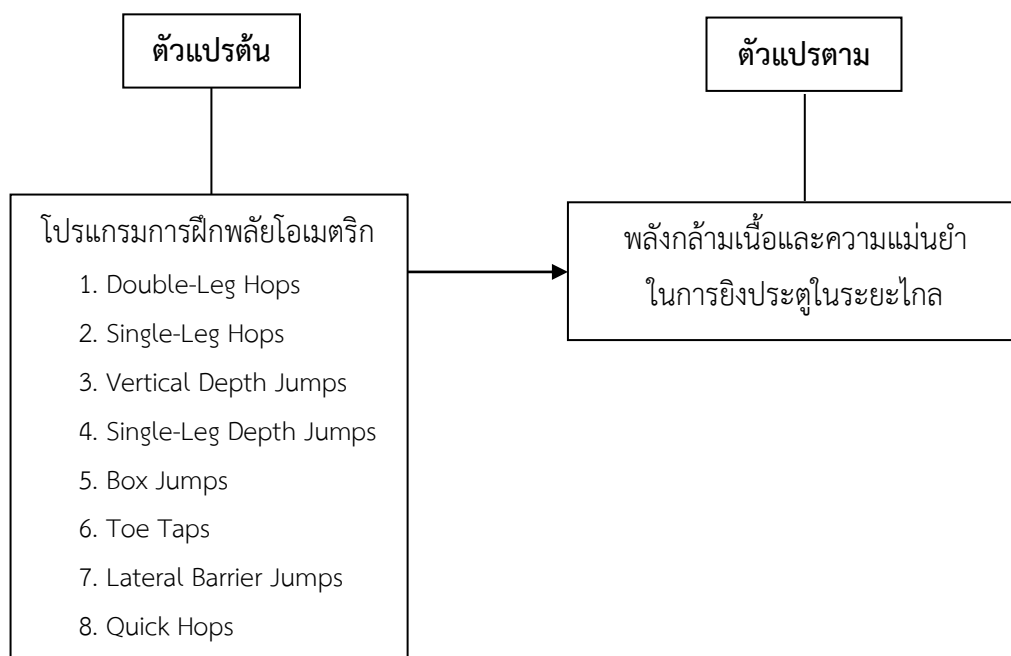 ตัวแปรต้น
ตัวแปรตาม
โปรแกรมการฝึกพลัยโอเมตริก
1. Double-Leg Hops
2. Single-Leg Hops
3. Vertical Depth Jumps
4. Single-Leg Depth Jumps
5. Box Jumps
6. Toe Taps
7. Lateral Barrier Jumps
8. Quick Hops
พลังกล้ามเนื้อและความแม่นยำ
ในการยิงประตูในระยะไกล